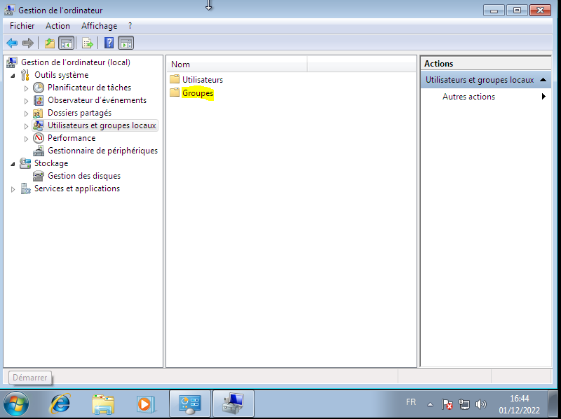 Gestion de l'ordinateur
Fichier Action Affichage ?
Gestion de l'ordinateur (local)
Outils système
Planificateur de tâches
Observateur d'événements
Dossiers partagés
Utilisateurs et groupes locaux
Performance
Gestionnaire de périphériques
Stockage
Gestion des disques
Services et applications
Nom
Utilisateurs
Groupes
Actions
Utilisateurs et groupes locaux
Autres actions
Démarrer
FR
16:44
01/12/2022